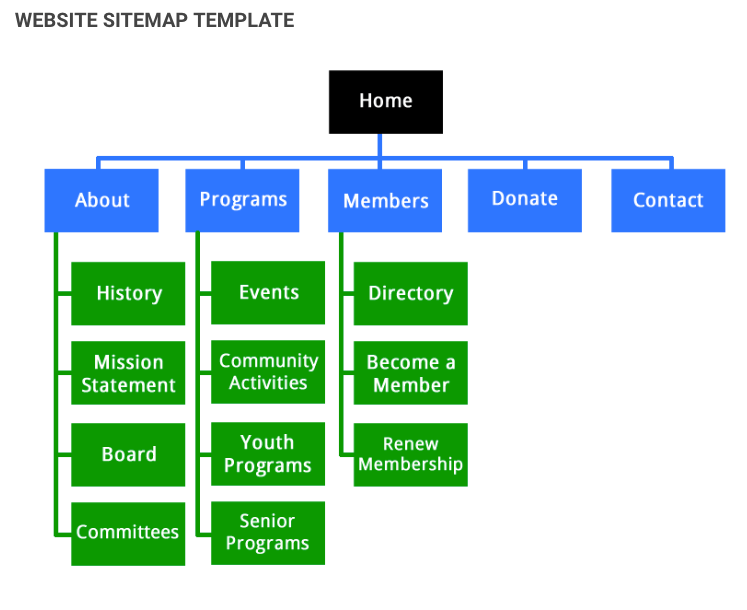 WEBSITE SITEMAP TEMPLATE
Home
About
Programs
Members
Donate
Contact
History
Mission
Statement
Board
Committees
Events
Community
Activities
Youth
Programs
Senior
Programs
Directory
Become a
Member
Renew
Membership